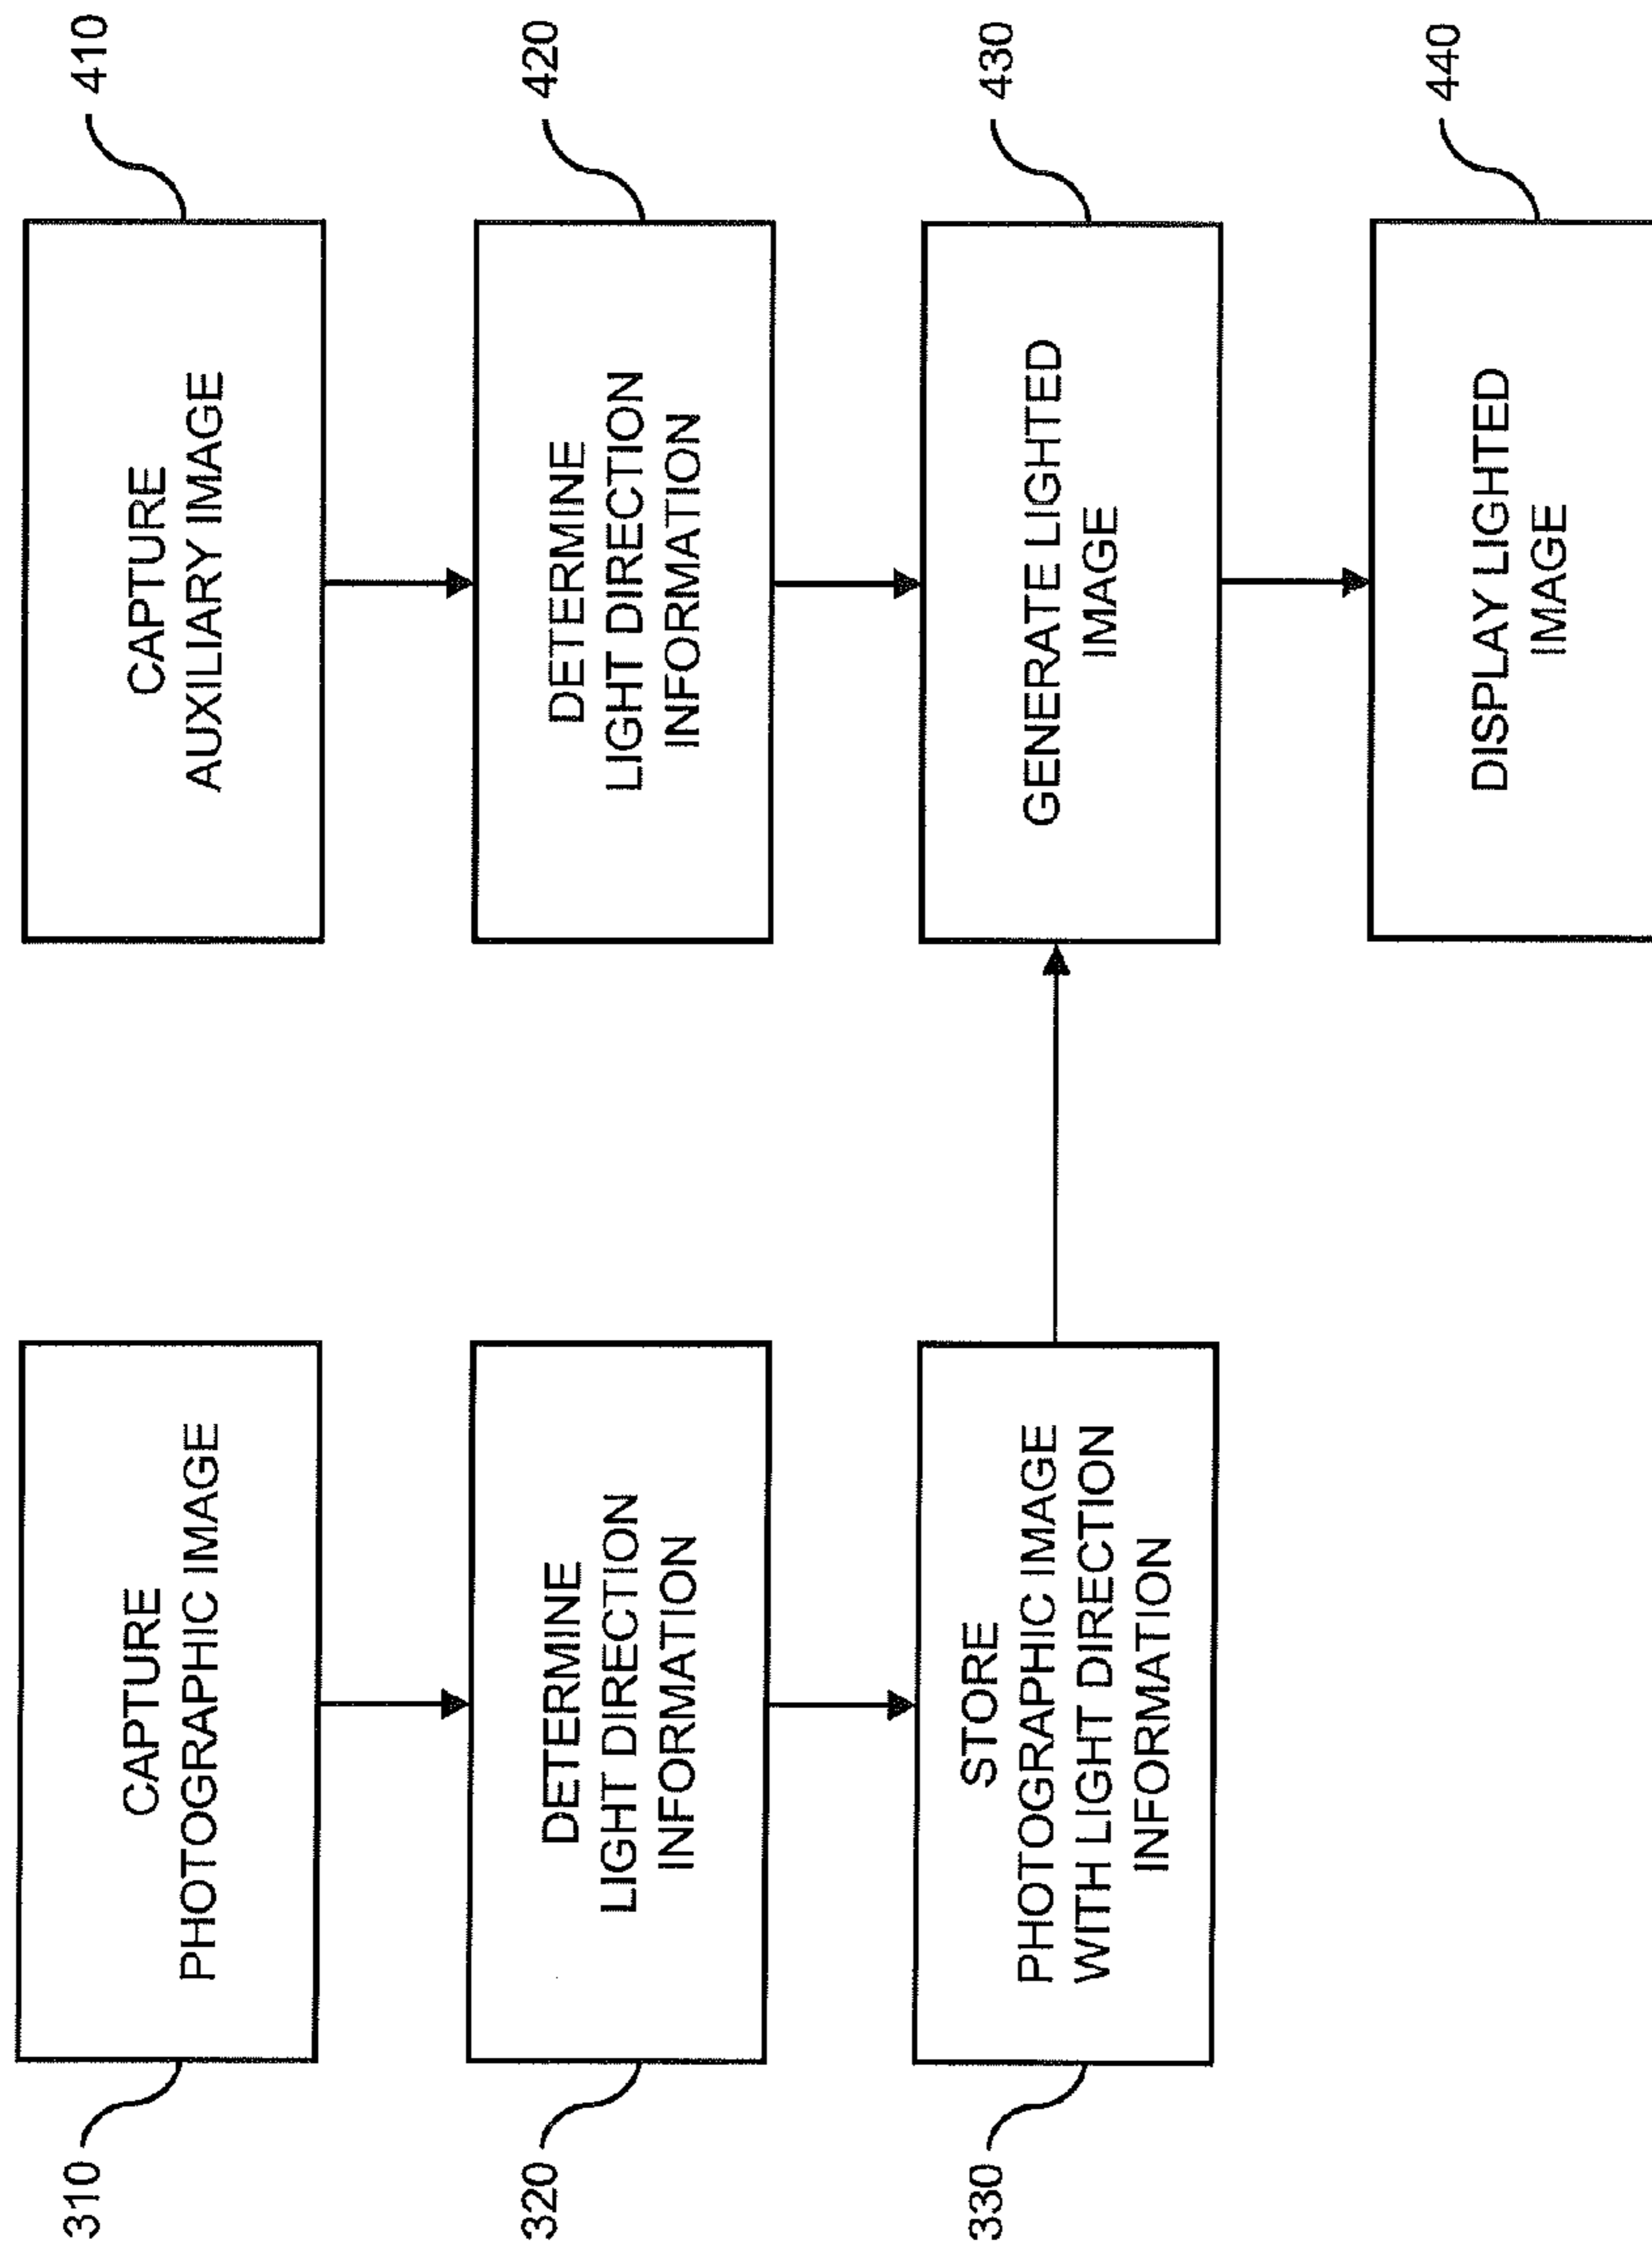 310
CAPTURE
PHOTOGRAPHIC IMAGE
320
DETERMINE
LIGHT DIRECTION
INFORMATION
330
STORE
PHOTOGRAPHIC IMAGE
WITH LIGHT DIRECTION
INFORMATION
CAPTURE
AUXILIARY IMAGE
410
DETERMINE
LIGHT DIRECTION
INFORMATION
420
GENERATE LIGHTED
IMAGE
430
DISPLAY LIGHTED
IMAGE
440